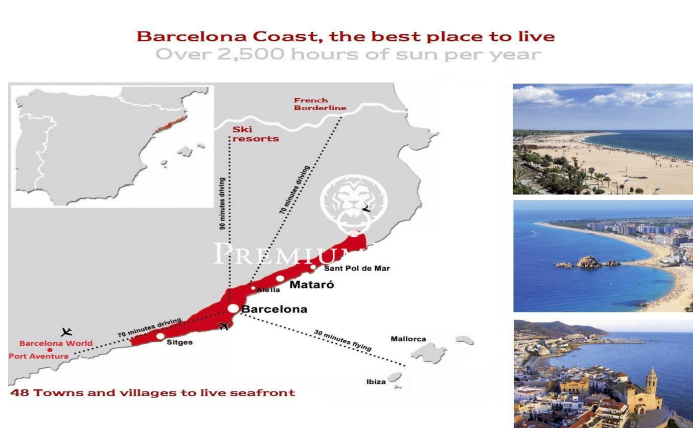 Barcelona Coast, the best place to live
Over 2,500 hours of sun per year
French
Borderline
Ski
resorts
90 minutes driving
70 minutes driving
PREMIUM
Sant Pol de Mar
Mataró
Alella
Barcelona
70 minutes driving
Sitges
30 minutes flying
Mallorca
Ibiza
Barcelona World
Port Aventura
48 Towns and villages to live seafront